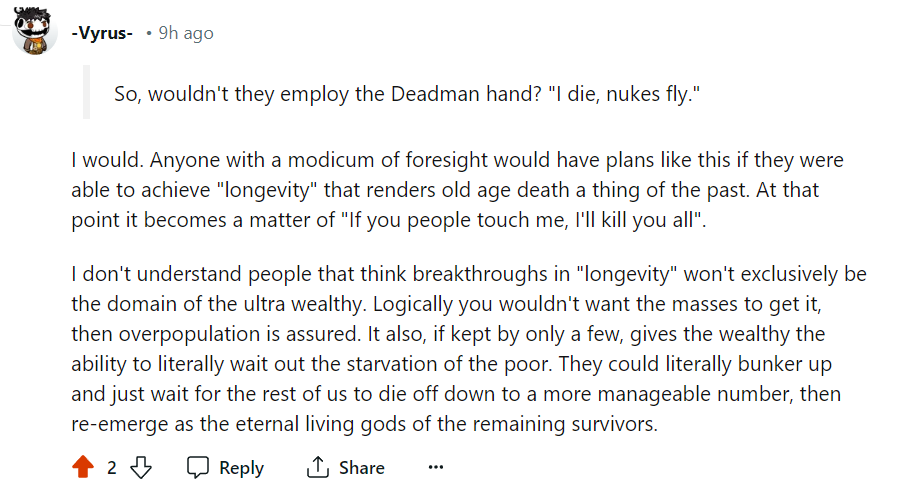 -Vyrus- • 9h ago
So, wouldn't they employ the Deadman hand? "I die, nukes fly."
I would. Anyone with a modicum of foresight would have plans like this if they were
able to achieve "longevity" that renders old age death a thing of the past. At that
point it becomes a matter of "If you people touch me, I'll kill you all".
I don't understand people that think breakthroughs in "longevity" won't exclusively be
the domain of the ultra wealthy. Logically you wouldn't want the masses to get it,
then overpopulation is assured. It also, if kept by only a few, gives the wealthy the
ability to literally wait out the starvation of the poor. They could literally bunker up
and just wait for the rest of us to die off down to a more manageable number, then
re-emerge as the eternal living gods of the remaining survivors.
2 Reply Share ···